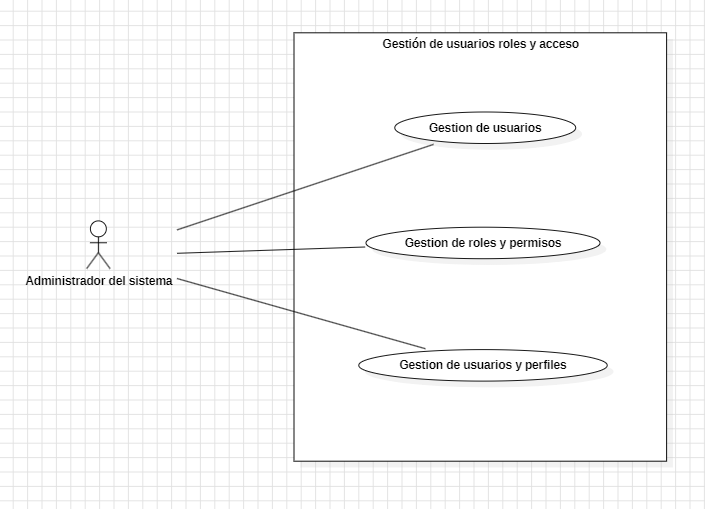 Gestión de usuarios roles y acceso
Gestion de usuarios
Gestion de roles y permisos
Administrador del sistema
Gestion de usuarios y perfiles